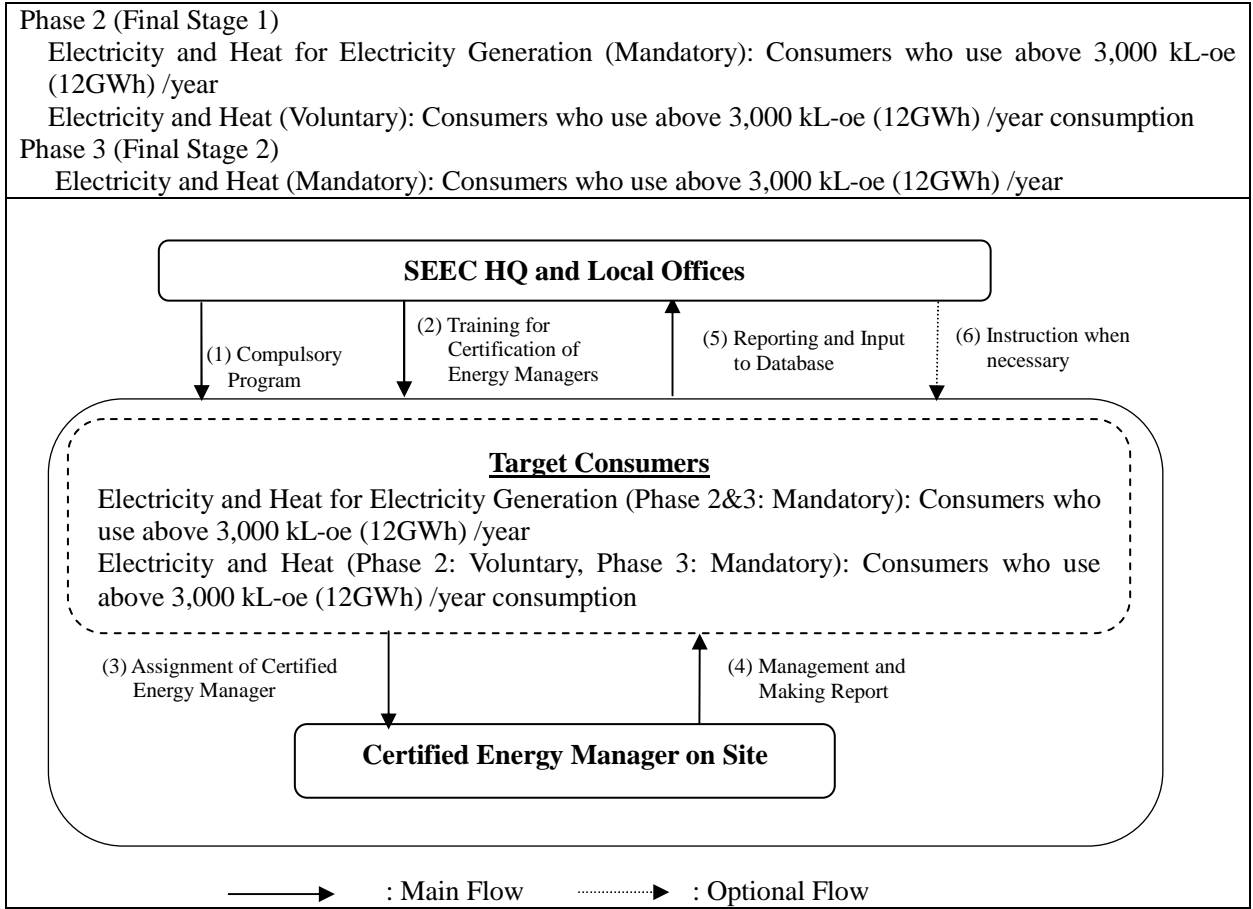 Phase 2 (Final Stage 1)
Electricity and Heat for Electricity Generation (Mandatory): Consumers who use above 3,000 kL-oe
(12GWh) /year
Electricity and Heat (Voluntary): Consumers who use above 3,000 kL-oe (12GWh) /year consumption
Phase 3 (Final Stage 2)
Electricity and Heat (Mandatory): Consumers who use above 3,000 kL-oe (12GWh) /year
SEEC HQ and Local Offices
(1) Compulsory
Program
(2) Training for
Certification of
Energy Managers
(5) Reporting and Input
to Database
(6) Instruction when
necessary
Target Consumers
Electricity and Heat for Electricity Generation (Phase 2&3: Mandatory): Consumers who
use above 3,000 kL-oe (12GWh) /year
Electricity and Heat (Phase 2: Voluntary, Phase 3: Mandatory): Consumers who use
above 3,000 kL-oe (12GWh) /year consumption
(3) Assignment of Certified
Energy Manager
(4) Management and
Making Report
Certified Energy Manager on Site
: Main Flow
: Optional Flow